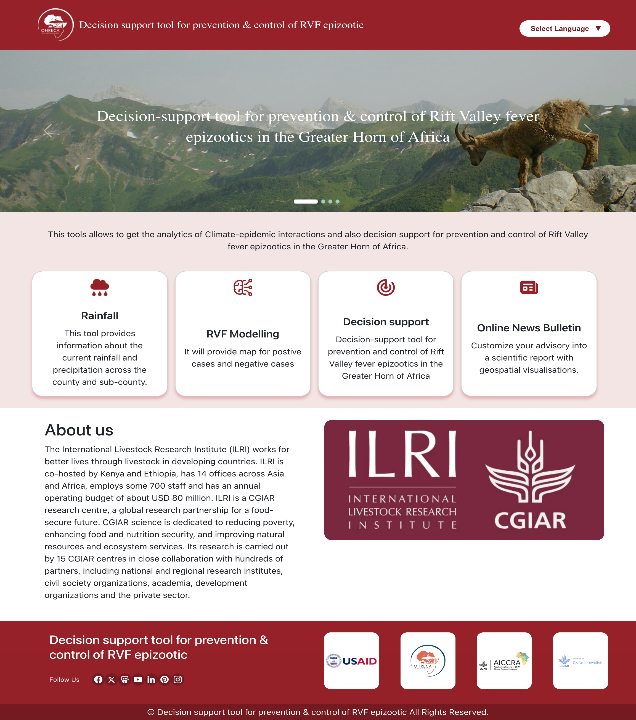 OHRECA
Decision support tool for prevention & control of RVF epizootic
Select Language ▼
Decision-support tool for prevention & control of Rift Valley fever
epizootics in the Greater Horn of Africa
This tools allows to get the analytics of Climate-epidemic interactions and also decision support for prevention and control of Rift Valley
fever epizootics in the Greater Horn of Africa.
Rainfall
This tool provides
information about the
current rainfall and
precipitation across the
county and sub-county.
RVF Modelling
It will provide map for postive
cases and negative cases
Decision support
Decision-support tool for
prevention and control of Rift
Valley fever epizootics in the
Greater Horn of Africa
Online News Bulletin
Customize your advisory into
a scientific report with
geospatial visualisations.
About us
The International Livestock Research Institute (ILRI) works for
better lives through livestock in developing countries. ILRI is
co-hosted by Kenya and Ethiopia, has 14 offices across Asia
and Africa, employs some 700 staff and has an annual
operating budget of about USD 80 million. ILRI is a CGIAR
research centre, a global research partnership for a food-
secure future. CGIAR science is dedicated to reducing poverty,
enhancing food and nutrition security, and improving natural
resources and ecosystem services. Its research is carried out
by 15 CGIAR centres in close collaboration with hundreds of
partners, including national and regional research institutes,
civil society organizations, academia, development
organizations and the private sector.
ILRI
INTERNATIONAL
LIVESTOCK RESEARCH
INSTITUTE
CGIAR
Decision support tool for prevention &
control of RVF epizootic
Follow Us
USAID
OHRECA
AICCRA
© Decision support tool for prevention & control of RVF epizootic All Rights Reserved.